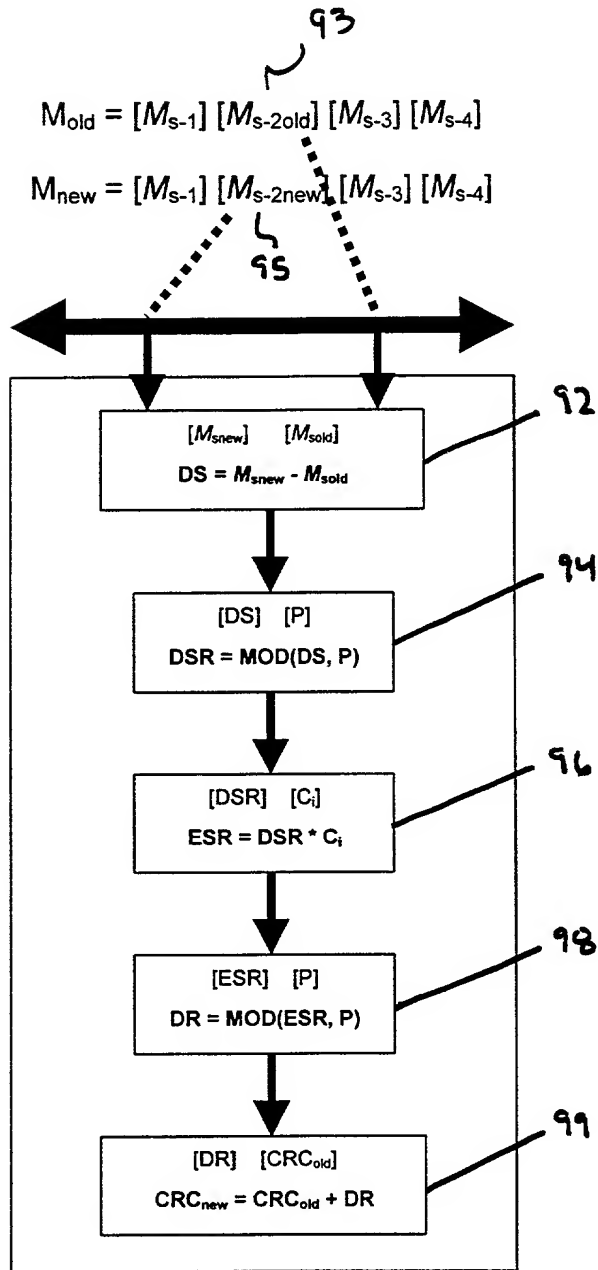 93
M_old = [M_s-1] [M_s-2old] [M_s-3] [M_s-4]
M_new = [M_s-1] [M_s-2new] [M_s-3] [M_s-4]
95
92
[M_snew] [M_sold]
DS = M_snew - M_sold
94
[DS] [P]
DSR = MOD(DS, P)
96
[DSR] [C_i]
ESR = DSR * C_i
98
[ESR] [P]
DR = MOD(ESR, P)
99
[DR] [CRC_old]
CRC_new = CRC_old + DR